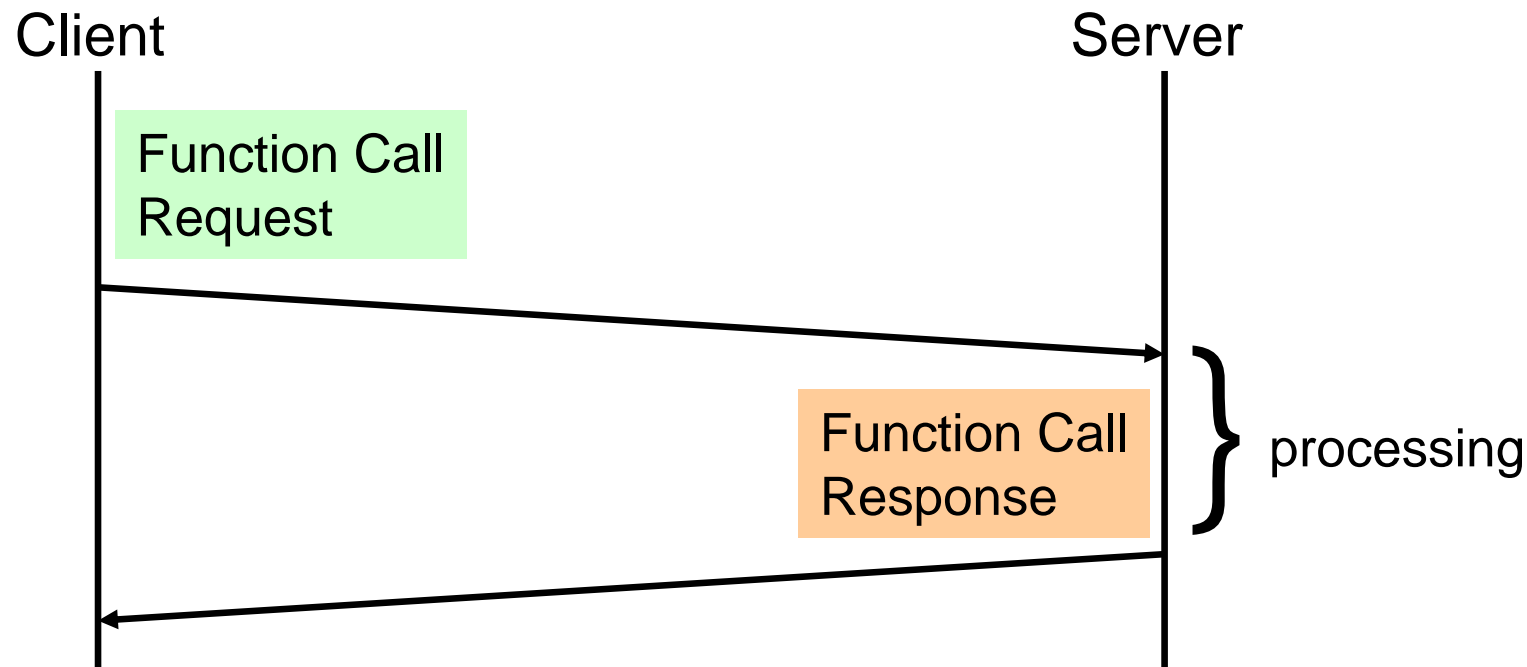 Client
Server
Function Call
Request
Function Call
Response
processing